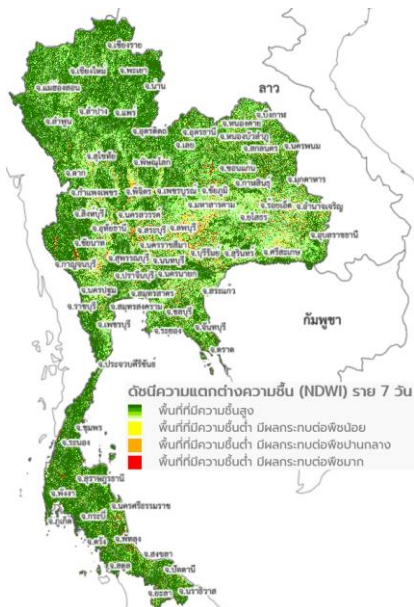 จ.เชียงราย
จ.เชียงใหม่
จ.พะเยา
จ.แม่ฮ่องสอน
จ.น่าน
ลาว
จ.ลำปาง
จ.แพร่
จ.ลำพูน
จ.บึงกาฬ
จ.หนองคาย
จ.อุตรดิตถ์
จ.อุดรธานี
จ.หนองบัวลำภู
จ.เลย
จ.สกลนคร
จ.นครพนม
จ.สุโขทัย
จ.พิษณุโลก
จ.ตาก
จ.ขอนแก่น
จ.กาฬสินธุ์
จ.มุกดาหาร
จ.กำแพงเพชร
จ.พิจิตร
จ.เพชรบูรณ์
จ.ชัยภูมิ
จ.มหาสารคาม
จ.ร้อยเอ็ด
จ.อำนาจเจริญ
จ.ยโสธร
จ.สิงห์บุรี
จ.นครสวรรค์
จ.อุทัยธานี
จ.สระบุรี
จ.ลพบุรี
จ.อุบลราชธานี
จ.ชัยนาท
จ.นครราชสีมา
จ.บุรีรัมย์
จ.สุรินทร์
จ.ศรีสะเกษ
จ.กาญจนบุรี
จ.สุพรรณบุรี
จ.นนทบุรี
จ.ปราจีนบุรี
จ.นครนายก
จ.นครปฐม
จ.สมุทรสาคร
จ.สระแก้ว
จ.ราชบุรี
จ.สมุทรสงคราม
จ.ชลบุรี
กัมพูชา
จ.เพชรบุรี
จ.ระยอง
จ.จันทบุรี
จ.ตราด
จ.ประจวบคีรีขันธ์
ดัชนีความแตกต่างความชื้น (NDWI) ราย 7 วัน
พื้นที่ที่มีความชื้นสูง
พื้นที่ที่มีความชื้นต่ำ มีผลกระทบต่อพืชน้อย
พื้นที่ที่มีความชื้นต่ำ มีผลกระทบต่อพืชปานกลาง
พื้นที่ที่มีความชื้นต่ำ มีผลกระทบต่อพืชมาก
จ.ชุมพร
จ.ระนอง
จ.สุราษฎร์ธานี
จ.พังงา
จ.นครศรีธรรมราช
จ.ภูเก็ต
จ.กระบี่
จ.ตรัง
จ.พัทลุง
จ.สงขลา
จ.สตูล
จ.ปัตตานี
จ.ยะลา
จ.นราธิวาส